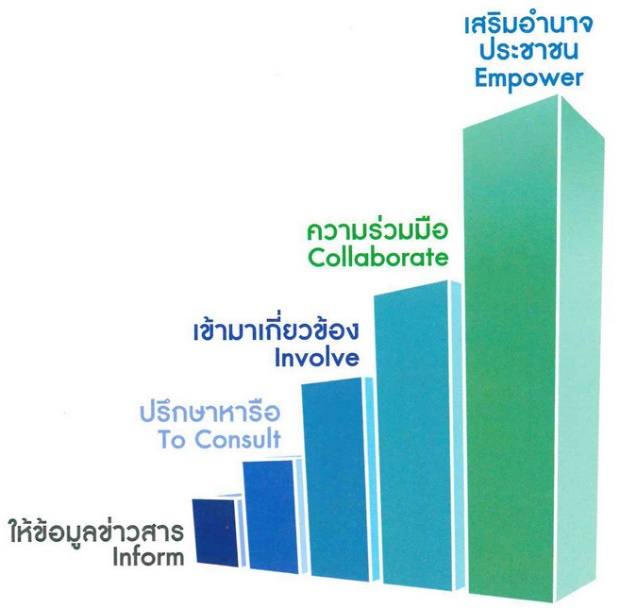 เสริมอำนาจ
ประชาชน
Empower
ความร่วมมือ
Collaborate
เข้ามาเกี่ยวข้อง
Involve
ปรึกษาหารือ
To Consult
ให้ข้อมูลข่าวสาร
Inform